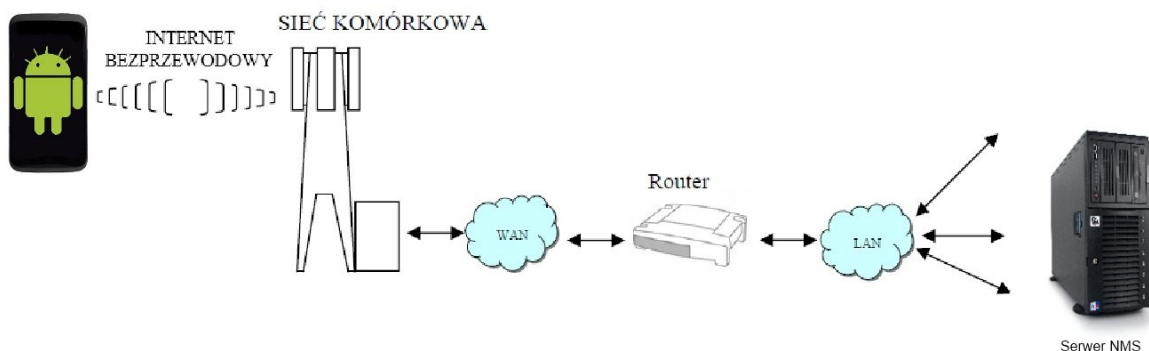 SIEĆ KOMÓRKOWA
INTERNET
BEZPRZEWODOWY
WAN
Router
LAN
Serwer NMS